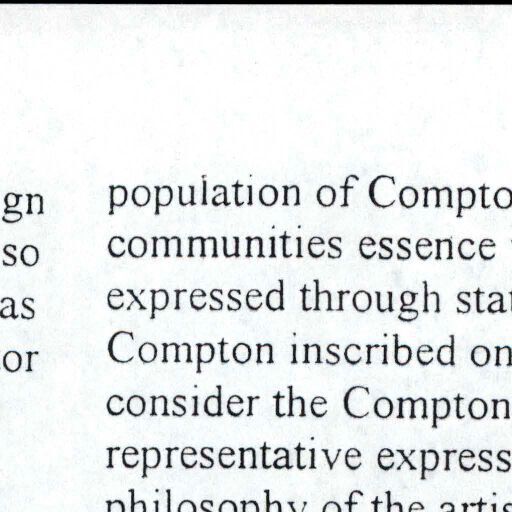 gn
so
as
or
population of Compto
communities essence
expressed through stat
Compton inscribed on
consider the Compton
representative express
philosophy of the artis